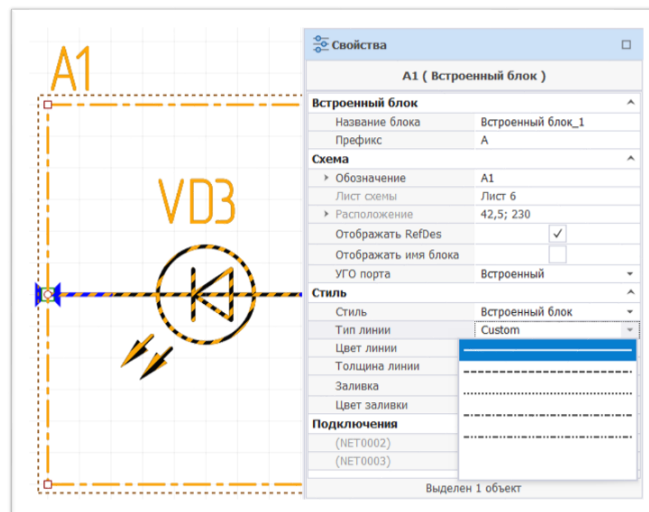 A1
VD3
Свойства
A1 ( Встроенный блок )
Встроенный блок
Название блока Встроенный блок_1
Префикс A
Схема
Обозначение A1
Лист схемы Лист 6
Расположение 42,5; 230
Отображать RefDes
Отображать имя блока
УГО порта Встроенный
Стиль
Стиль Встроенный блок
Тип линии Custom
Цвет линии
Толщина линии
Заливка
Цвет заливки
Подключения
(NET0002)
(NET0003)
Выделен 1 объект